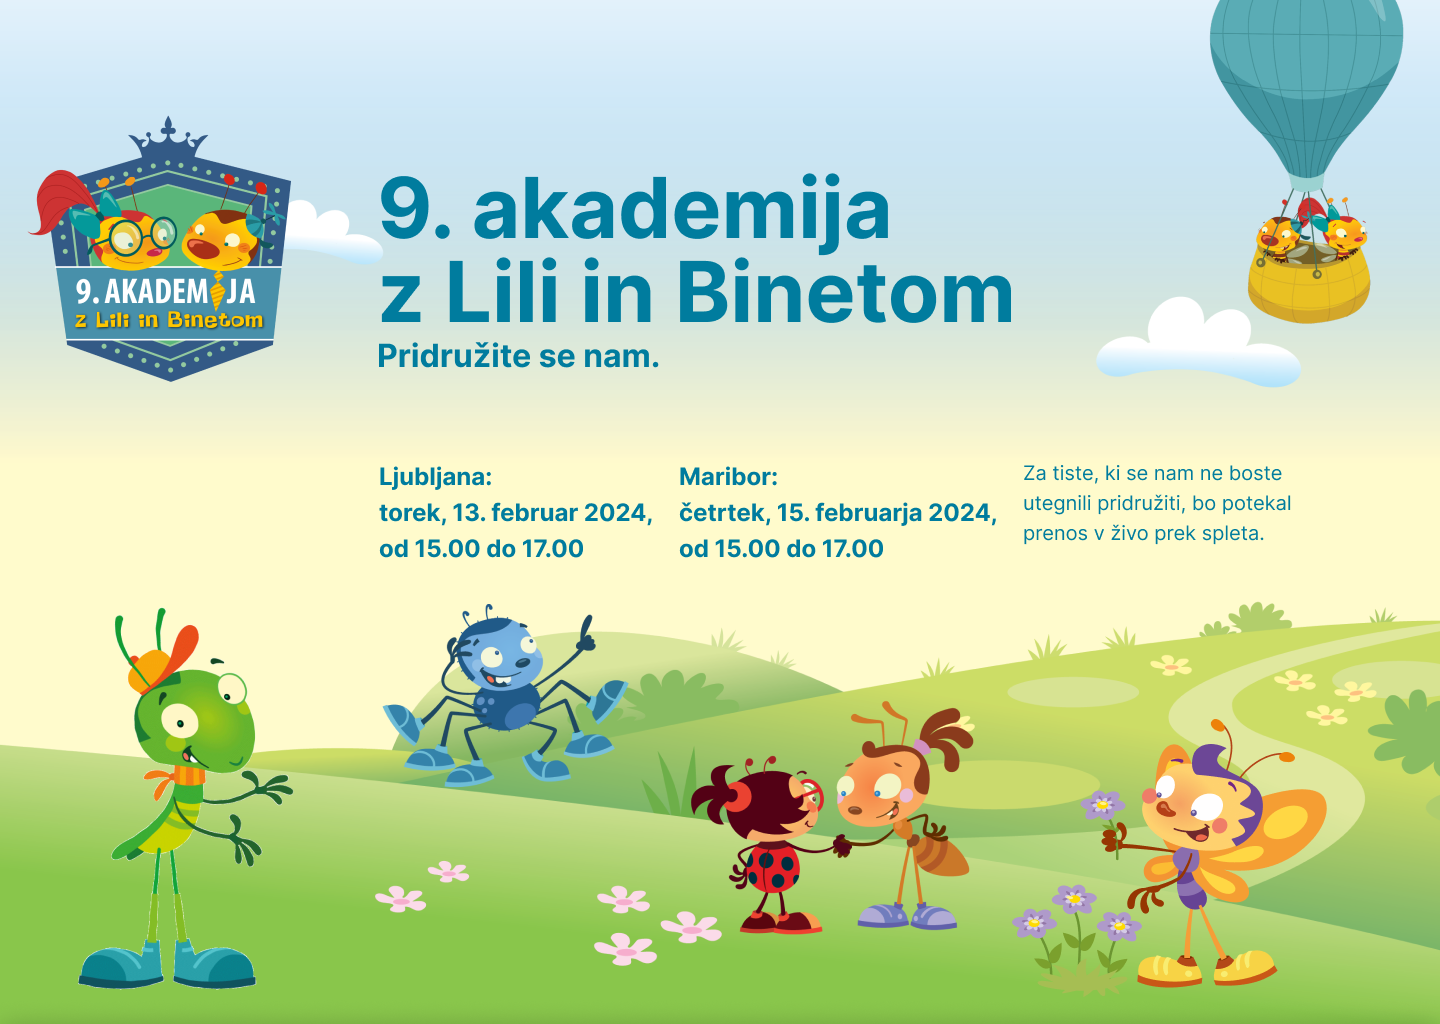 9. AKADEMIJA
z Lili in Binetom
9. akademija
z Lili in Binetom
Pridružite se nam.
Ljubljana:
torek, 13. februar 2024,
od 15.00 do 17.00
Maribor:
četrtek, 15. februarja 2024,
od 15.00 do 17.00
Za tiste, ki se nam ne boste
utegnili pridružiti, bo potekal
prenos v živo prek spleta.